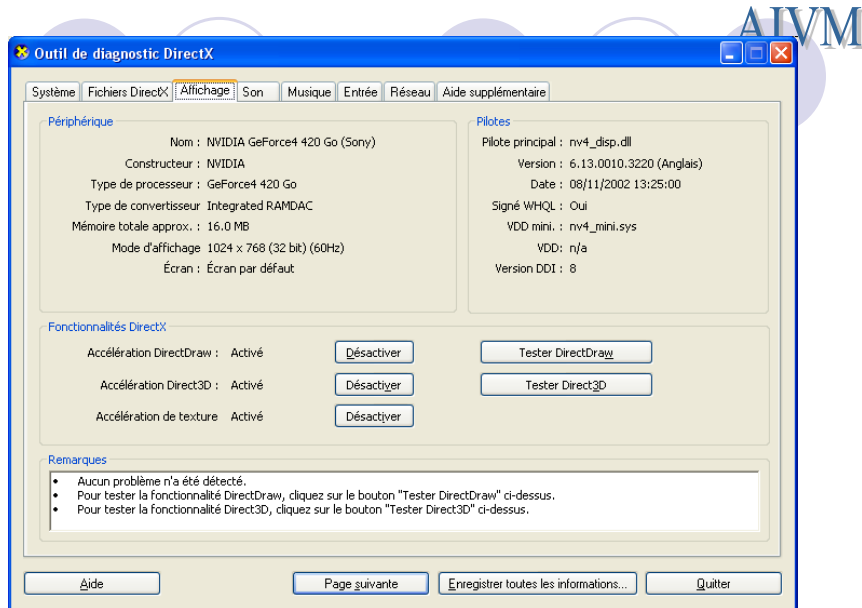 AIVM
Outil de diagnostic DirectX
Système Fichiers DirectX Affichage Son Musique Entrée Réseau Aide supplémentaire
Périphérique
Nom : NVIDIA GeForce4 420 Go (Sony)
Constructeur : NVIDIA
Type de processeur : GeForce4 420 Go
Type de convertisseur Integrated RAMDAC
Mémoire totale approx. : 16.0 MB
Mode d'affichage 1024 x 768 (32 bit) (60Hz)
Écran : Écran par défaut
Pilotes
Pilote principal : nv4_disp.dll
Version : 6.13.0010.3220 (Anglais)
Date : 08/11/2002 13:25:00
Signé WHQL : Oui
VDD mini. : nv4_mini.sys
VDD: n/a
Version DDI : 8
Fonctionnalités DirectX
Accélération DirectDraw : Activé Désactiver Tester DirectDraw
Accélération Direct3D : Activé Désactiver Tester Direct3D
Accélération de texture Activé Désactiver
Remarques
• Aucun problème n'a été détecté.
• Pour tester la fonctionnalité DirectDraw, cliquez sur le bouton "Tester DirectDraw" ci-dessus.
• Pour tester la fonctionnalité Direct3D, cliquez sur le bouton "Tester Direct3D" ci-dessus.
Aide Page suivante Enregistrer toutes les informations... Quitter